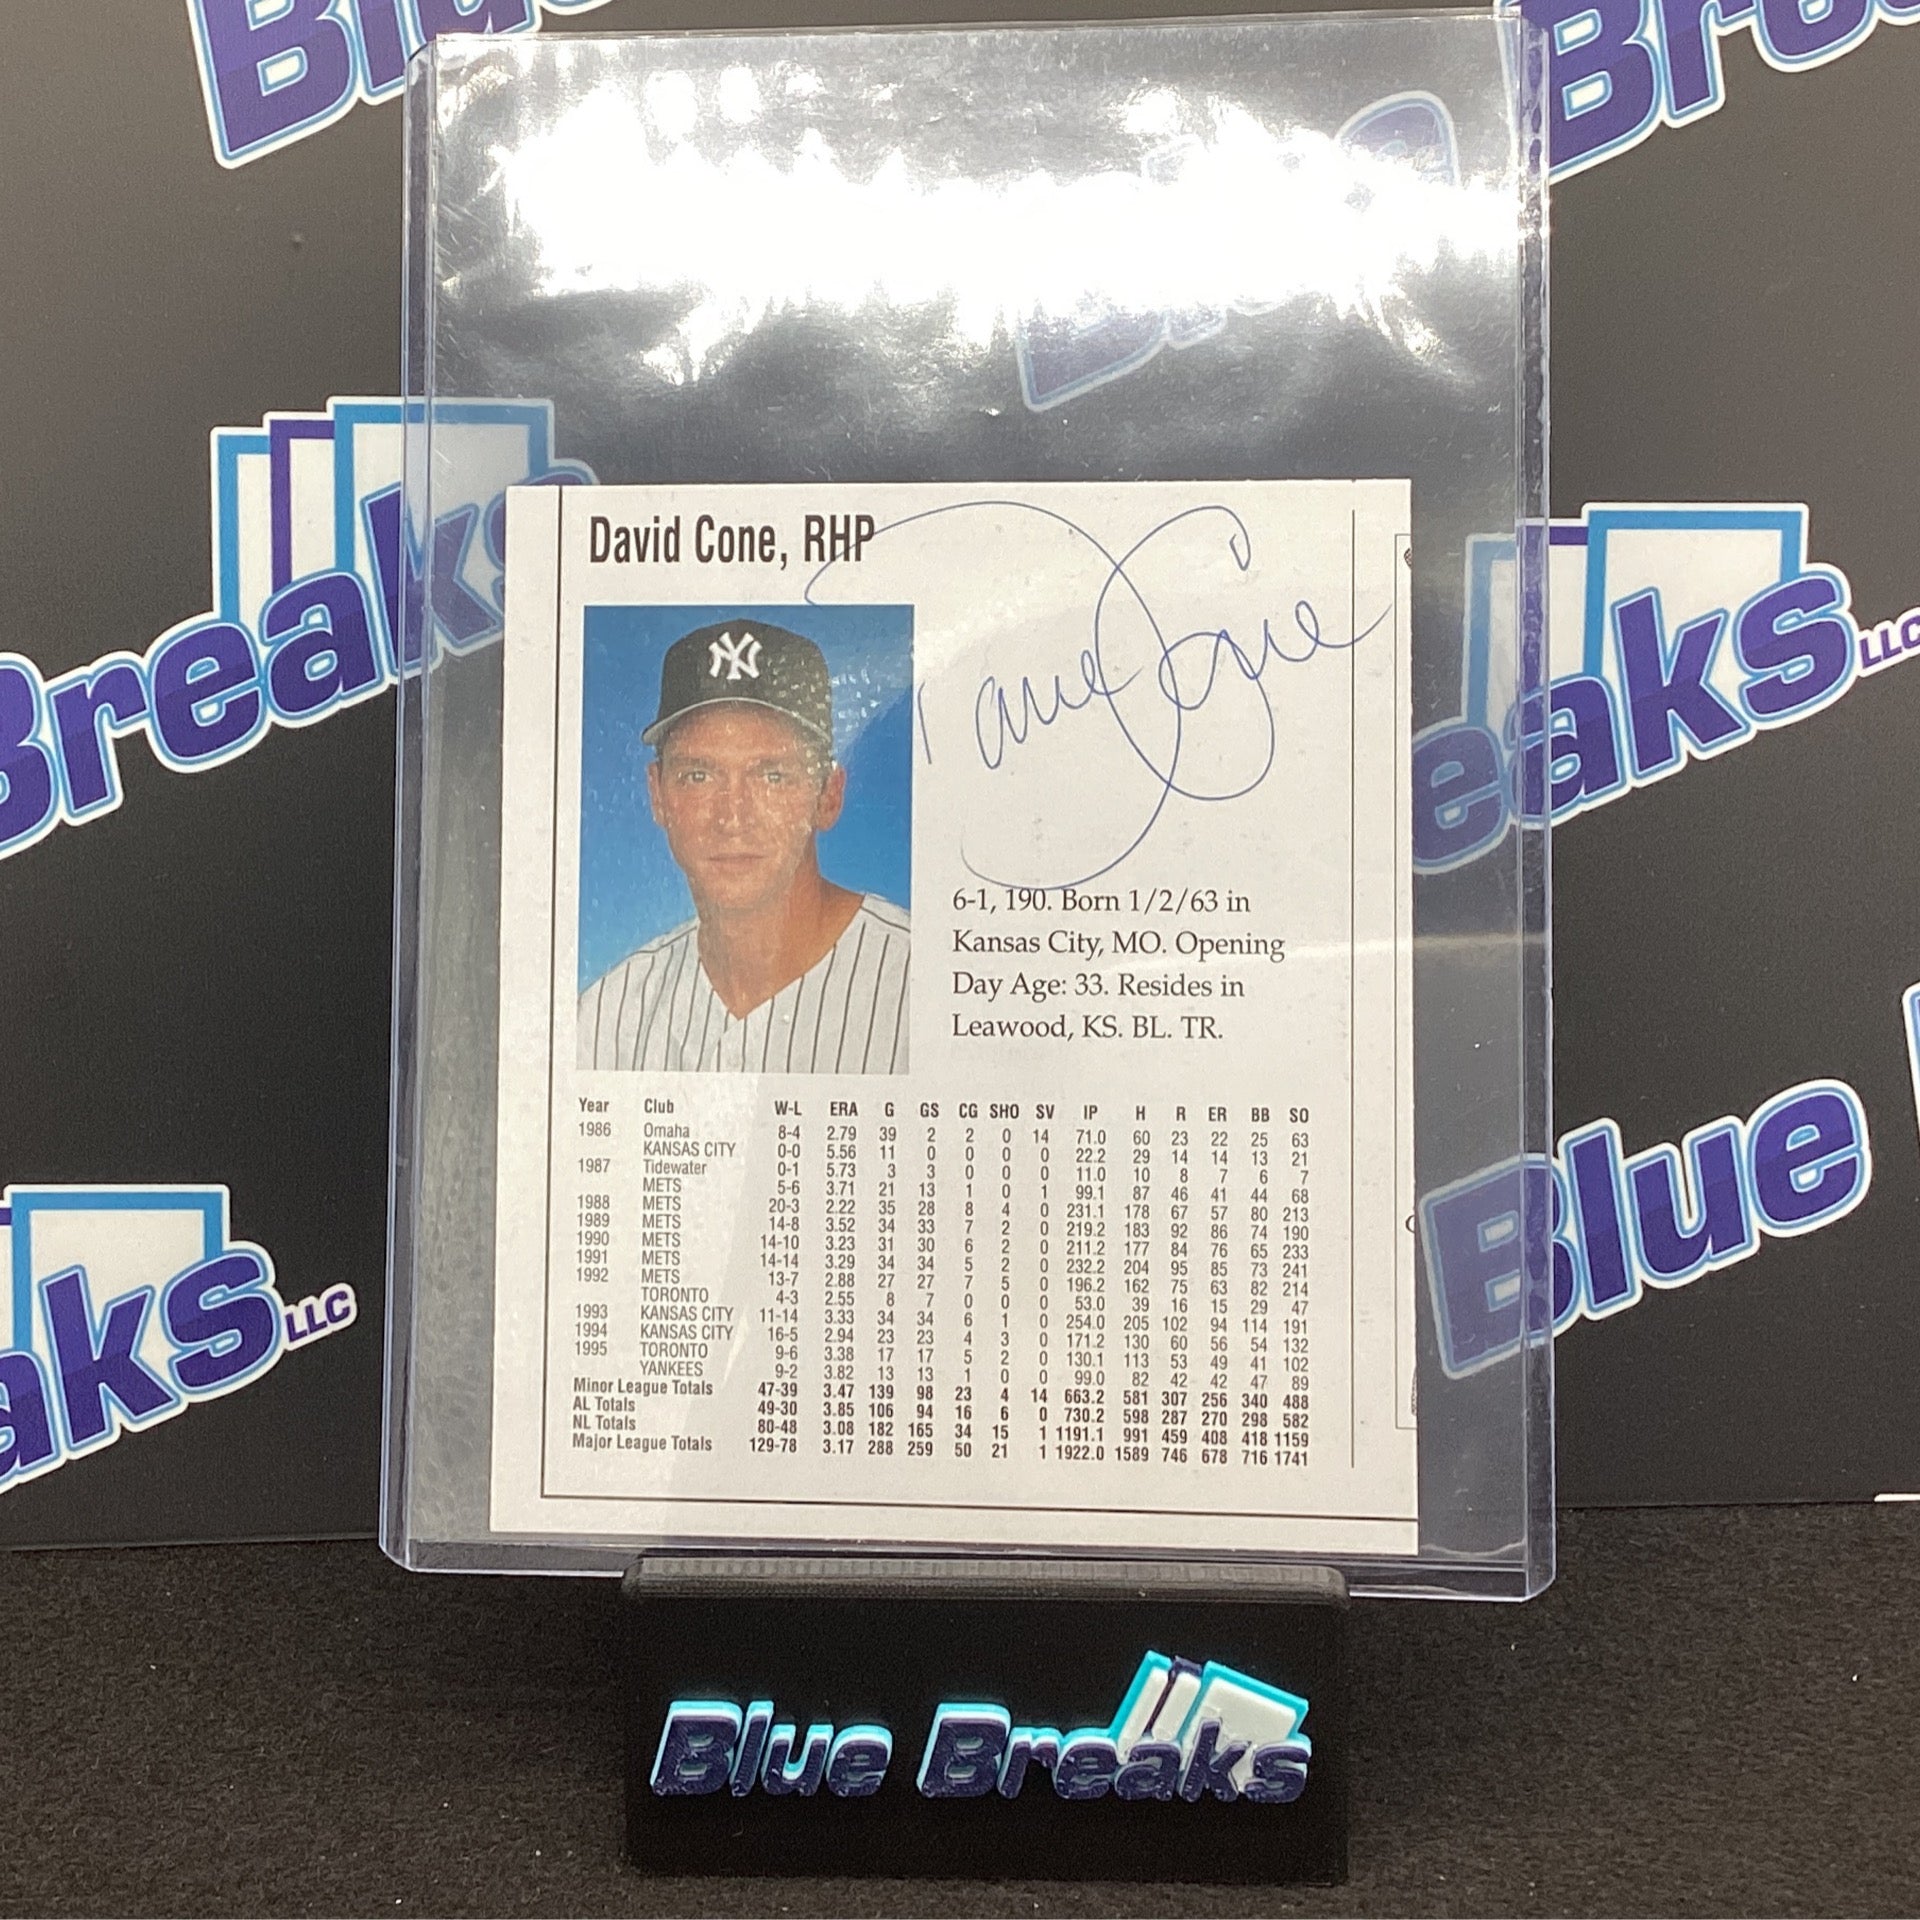 Blue
Breaks LLC
Breaks LLC
Blue
Breaks LLC
David Cone, RHP
David Cone
6-1, 190. Born 1/2/63 in
Kansas City, MO. Opening
Day Age: 33. Resides in
Leawood, KS. BL. TR.
Year Club W-L ERA G GS CG SHO SV IP H R ER BB SO
1986 Omaha 8-4 2.79 39 2 2 0 14 71.0 60 23 22 25 63
KANSAS CITY 0-0 5.56 11 0 0 0 0 22.2 29 14 14 13 21
1987 Tidewater 0-1 5.73 3 3 0 0 0 11.0 10 8 7 6 7
METS 5-6 3.71 21 13 1 0 1 99.1 87 46 41 44 68
1988 METS 20-3 2.22 35 28 8 4 0 231.1 178 67 57 80 213
1989 METS 14-8 3.52 34 33 7 2 0 219.2 183 92 86 74 190
1990 METS 14-10 3.23 31 30 6 2 0 211.2 177 84 76 65 233
1991 METS 14-14 3.29 34 34 5 2 0 232.2 204 95 85 73 241
1992 METS 13-7 2.88 27 27 7 5 0 196.2 162 75 63 82 214
TORONTO 4-3 2.55 8 7 0 0 0 53.0 39 16 15 29 47
1993 KANSAS CITY 11-14 3.33 34 34 6 1 0 254.0 205 102 94 114 191
1994 KANSAS CITY 16-5 2.94 23 23 4 3 0 171.2 130 60 56 54 132
1995 TORONTO 9-6 3.38 17 17 5 2 0 130.1 113 53 49 41 102
YANKEES 9-2 3.82 13 13 1 0 0 99.0 82 42 42 47 89
Minor League Totals 47-39 3.47 139 98 23 4 14 663.2 581 307 256 340 488
AL Totals 49-30 3.85 106 94 16 6 0 730.2 598 287 270 298 582
NL Totals 80-48 3.08 182 165 34 15 1 1191.1 991 459 408 418 1159
Major League Totals 129-78 3.17 288 259 50 21 1 1922.0 1589 746 678 716 1741
Blue Breaks